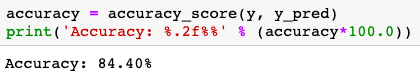 accuracy = accuracy_score(y, y_pred)
print('Accuracy: %.2f%%' % (accuracy*100.0))
Accuracy: 84.40%